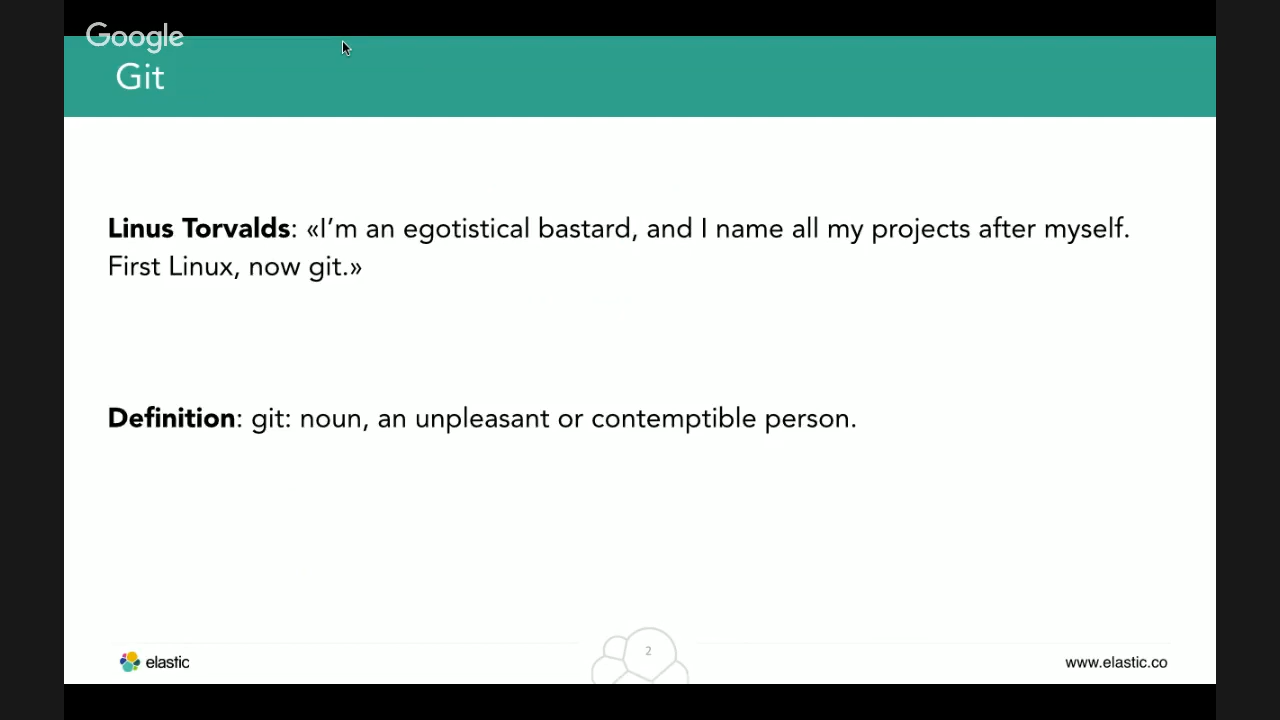 Google
Git
Linus Torvalds: «I’m an egotistical bastard, and I name all my projects after myself.
First Linux, now git.»
Definition: git: noun, an unpleasant or contemptible person.
elastic
2
www.elastic.co